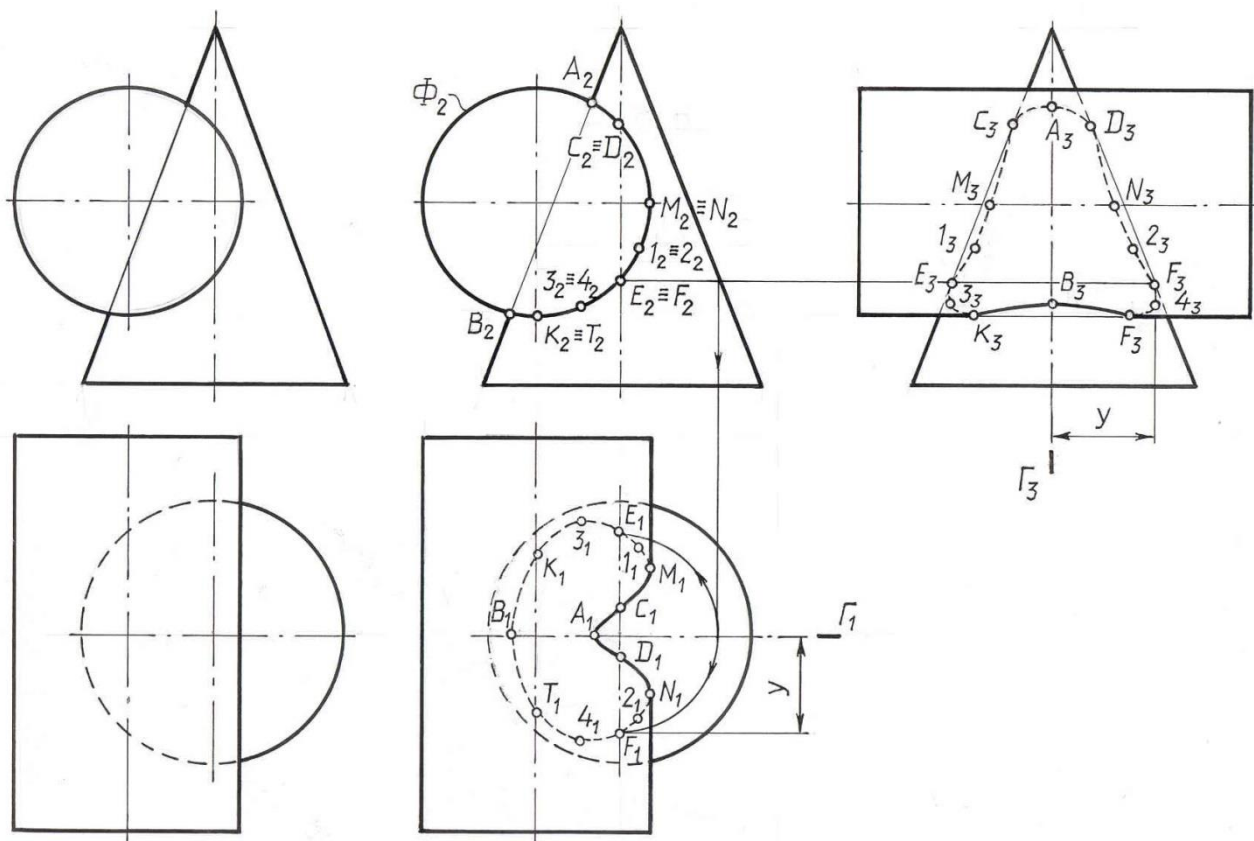 Φ₂
A₂
C₂≡D₂
M₂≡N₂
1₂≡2₂
3₂≡4₂
E₂≡F₂
B₂
K₂≡T₂
C₃
A₃
D₃
M₃
N₃
1₃
2₃
E₃
B₃
F₃
3₃
4₃
K₃
F₃
y
Г₃
E₁
3₁
1₁
K₁
M₁
B₁
A₁
C₁
Г₁
D₁
T₁
2₁
N₁
4₁
F₁
y